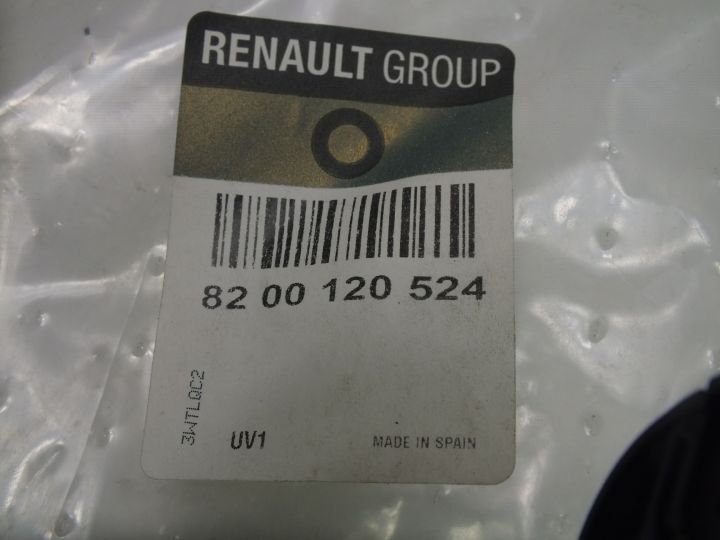 RENAULT GROUP
82 00 120 524
3WTLQC2
UV1 MADE IN SPAIN